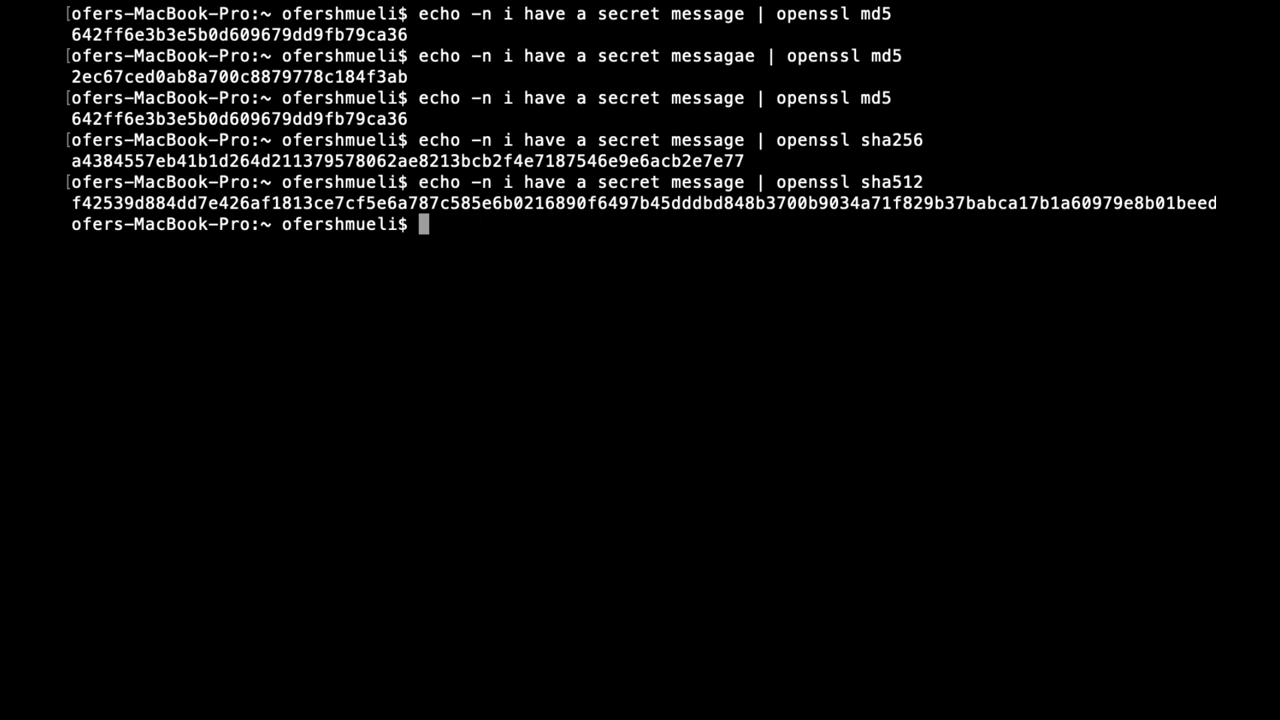 [ofers-MacBook-Pro:~ ofershmueli$ echo -n i have a secret message | openssl md5
642ff6e3b3e5b0d609679dd9fb79ca36
[ofers-MacBook-Pro:~ ofershmueli$ echo -n i have a secret messagae | openssl md5
2ec67ced0ab8a700c8879778c184f3ab
[ofers-MacBook-Pro:~ ofershmueli$ echo -n i have a secret message | openssl md5
642ff6e3b3e5b0d609679dd9fb79ca36
[ofers-MacBook-Pro:~ ofershmueli$ echo -n i have a secret message | openssl sha256
a4384557eb41b1d264d211379578062ae8213bcb2f4e7187546e9e6acb2e7e77
[ofers-MacBook-Pro:~ ofershmueli$ echo -n i have a secret message | openssl sha512
f42539d884dd7e426af1813ce7cf5e6a787c585e6b0216890f6497b45dddbd848b3700b9034a71f829b37babca17b1a60979e8b01beed
ofers-MacBook-Pro:~ ofershmueli$